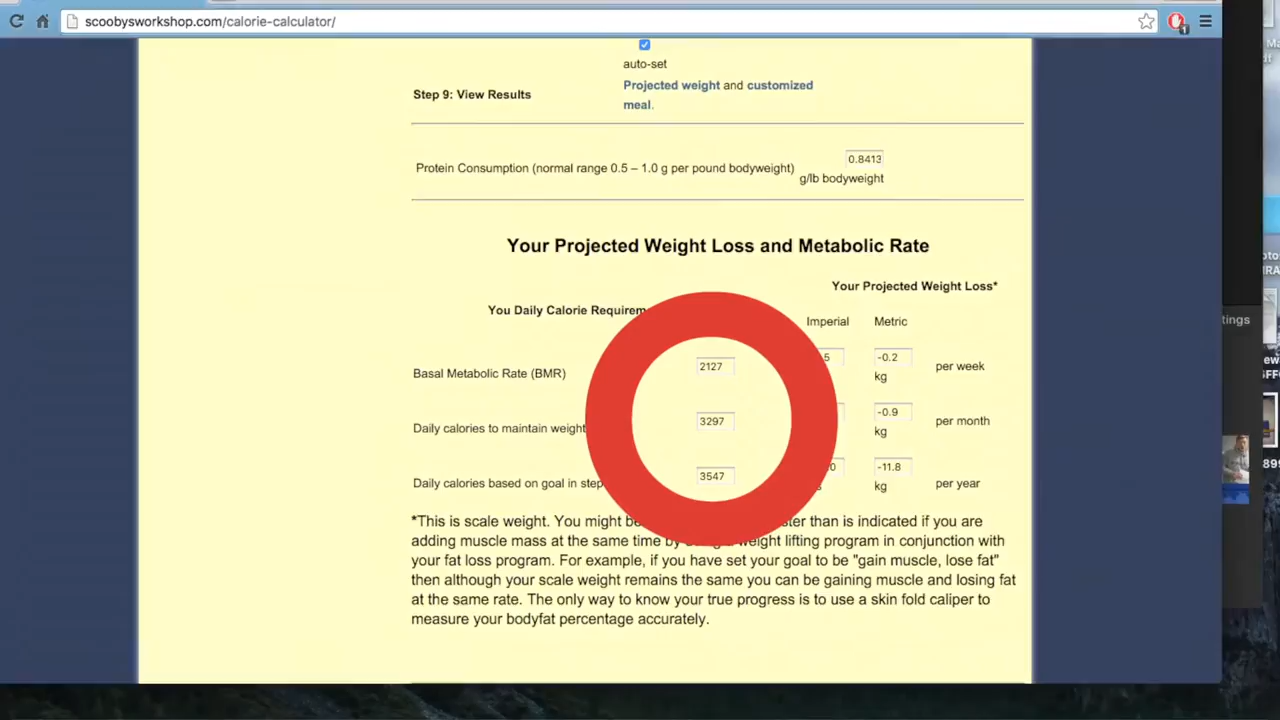 scoobysworkshop.com/calorie-calculator/
1
auto-set
Step 9: View Results
Projected weight and customized
meal.
Protein Consumption (normal range 0.5 – 1.0 g per pound bodyweight)
0.8413
g/lb bodyweight
Your Projected Weight Loss and Metabolic Rate
Your Projected Weight Loss*
You Daily Calorie Requirem
Imperial Metric
Basal Metabolic Rate (BMR) 2127 5 -0.2 kg per week
Daily calories to maintain weight 3297 -0.9 kg per month
Daily calories based on goal in step 3547 0 -11.8 kg per year
*This is scale weight. You might be than is indicated if you are
adding muscle mass at the same time by weight lifting program in conjunction with
your fat loss program. For example, if you have set your goal to be "gain muscle, lose fat"
then although your scale weight remains the same you can be gaining muscle and losing fat
at the same rate. The only way to know your true progress is to use a skin fold caliper to
measure your bodyfat percentage accurately.
tings